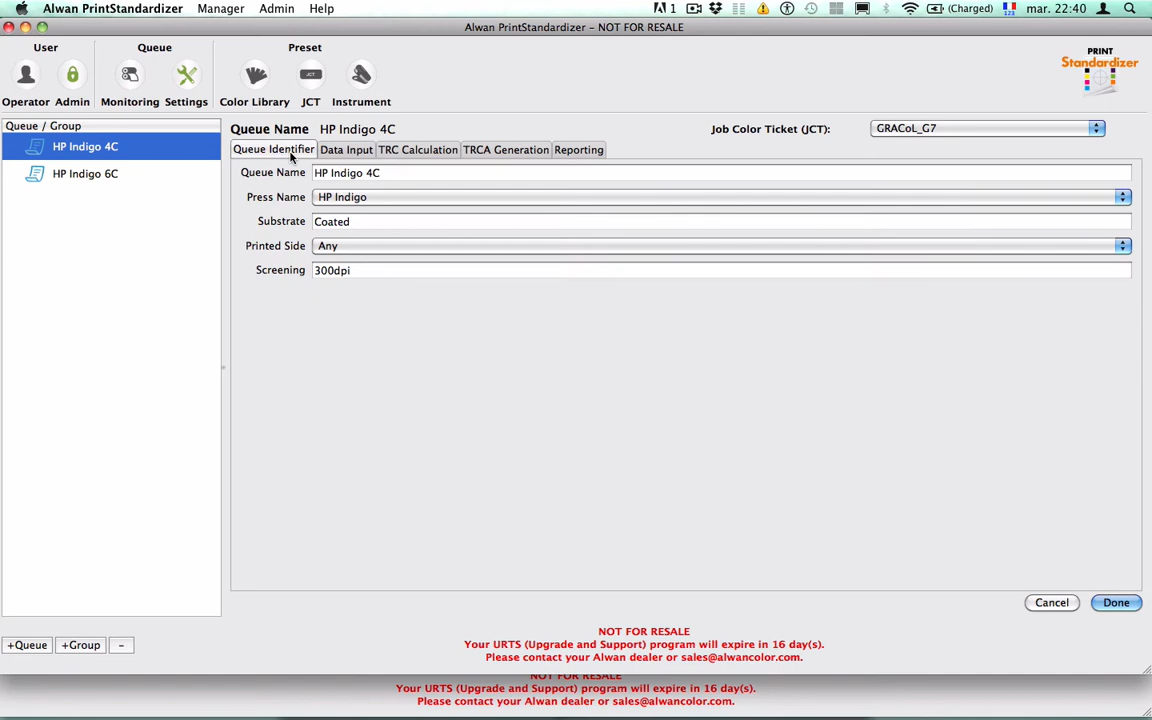 Alwan PrintStandardizer Manager Admin Help 1 (Charged) 123 mar. 22:40
Alwan PrintStandardizer – NOT FOR RESALE
User Queue Preset
Operator Admin Monitoring Settings Color Library JCT JCT Instrument
PRINT
Standardizer
Queue / Group
HP Indigo 4C
HP Indigo 6C
Queue Name HP Indigo 4C Job Color Ticket (JCT): GRACoL_G7
Queue Identifier Data Input TRC Calculation TRCA Generation Reporting
Queue Name HP Indigo 4C
Press Name HP Indigo
Substrate Coated
Printed Side Any
Screening 300dpi
Cancel Done
+Queue +Group –
NOT FOR RESALE
Your URTS (Upgrade and Support) program will expire in 16 day(s).
Please contact your Alwan dealer or sales@alwancolor.com.
NOT FOR RESALE
Your URTS (Upgrade and Support) program will expire in 16 day(s).
Please contact your Alwan dealer or sales@alwancolor.com.